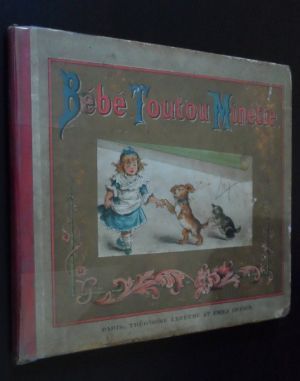 Bébé Toutou Minette
PARIS, THÉODORE LEFÈVRE ET ÉMILE GUÉRIN